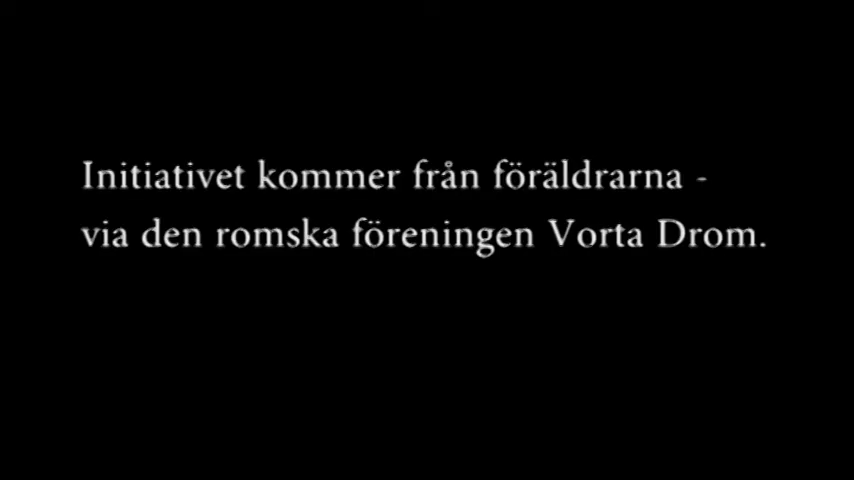 Initiativet kommer från föräldrarna -
via den romska föreningen Vorta Drom.